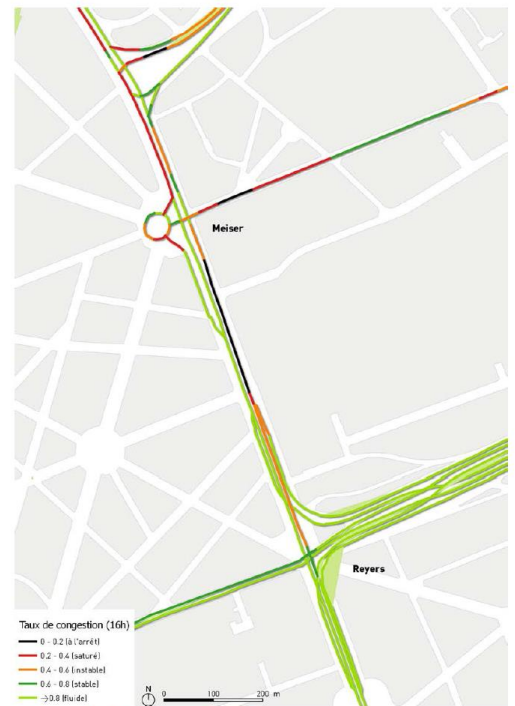 Meiser
Reyers
Taux de congestion (16h)
0 - 0.2 (à l'arrêt)
0.2 - 0.4 (saturé)
0.4 - 0.6 (instable)
0.6 - 0.8 (stable)
->0.8 (fluide)
N
0 100 200 m